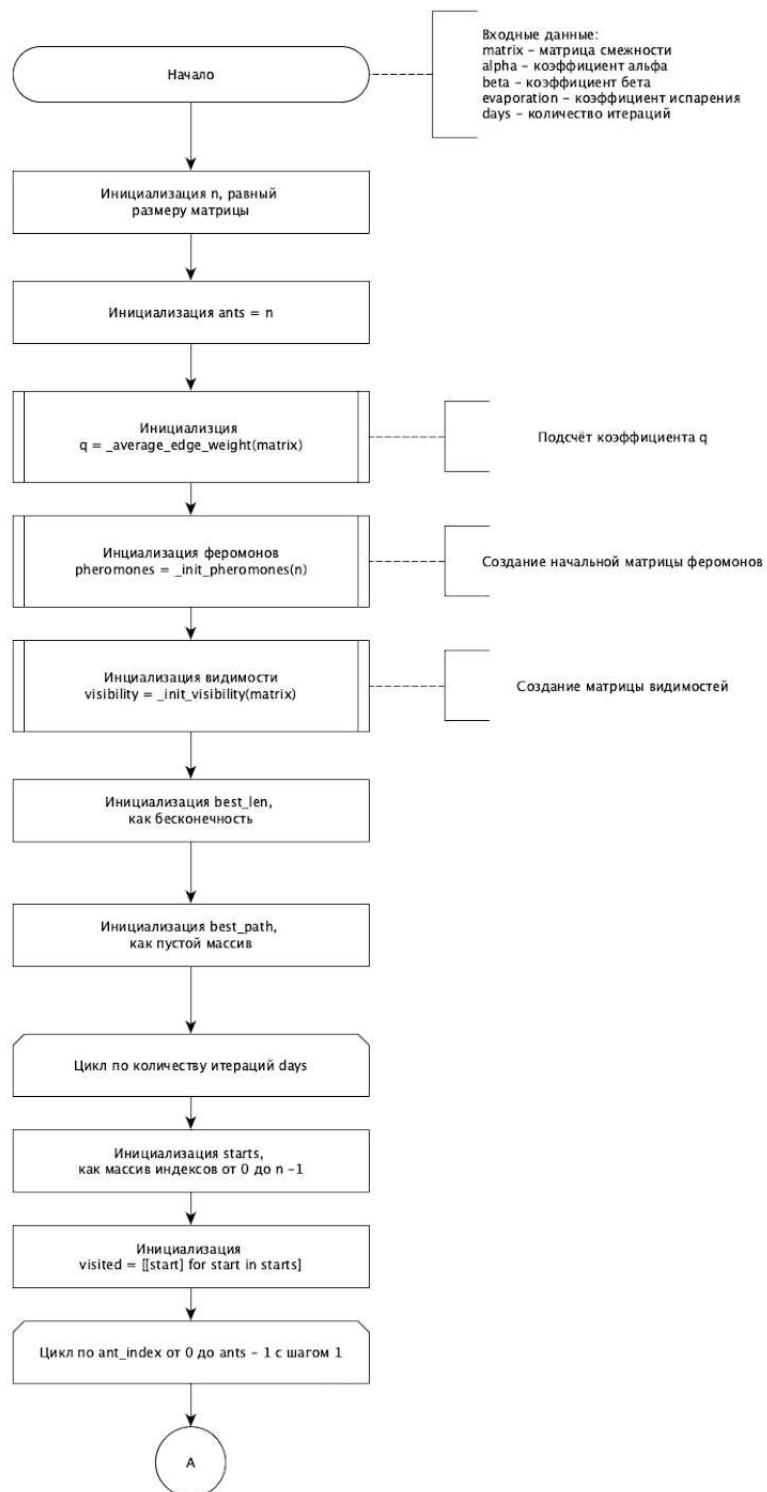 Начало
Входные данные:
matrix – матрица смежности
alpha – коэффициент альфа
beta – коэффициент бета
evaporation – коэффициент испарения
days – количество итераций
Инициализация n, равный
размеру матрицы
Инициализация ants = n
Инициализция
q = _average_edge_weight(matrix)
Подсчёт коэффициента q
Инциализация феромонов
pheromones = _init_pheromones(n)
Создание начальной матрицы феромонов
Инциализация видимости
visibility = _init_visibility(matrix)
Создание матрицы видимостей
Инициализация best_len,
как бесконечность
Инициализация best_path,
как пустой массив
Цикл по количеству итераций days
Инициализация starts,
как массив индексов от 0 до n –1
Инициализация
visited = [[start] for start in starts]
Цикл по ant_index от 0 до ants – 1 с шагом 1
A